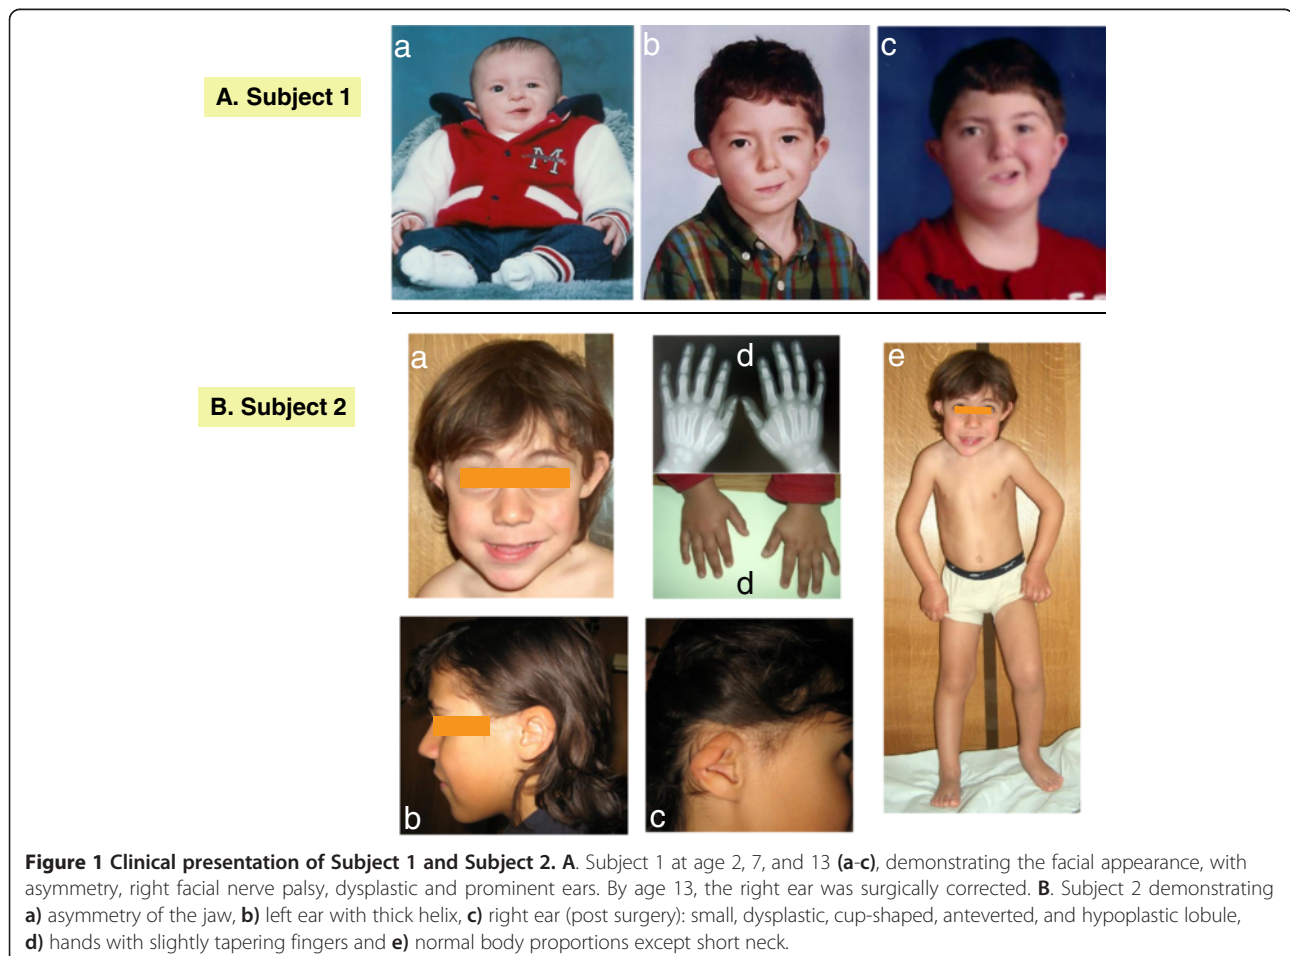 a
b
c
A. Subject 1
M
a
d
e
B. Subject 2
d
b
c
Figure 1 Clinical presentation of Subject 1 and Subject 2. A. Subject 1 at age 2, 7, and 13 (a-c), demonstrating the facial appearance, with
asymmetry, right facial nerve palsy, dysplastic and prominent ears. By age 13, the right ear was surgically corrected. B. Subject 2 demonstrating
a) asymmetry of the jaw, b) left ear with thick helix, c) right ear (post surgery): small, dysplastic, cup-shaped, anteverted, and hypoplastic lobule,
d) hands with slightly tapering fingers and e) normal body proportions except short neck.